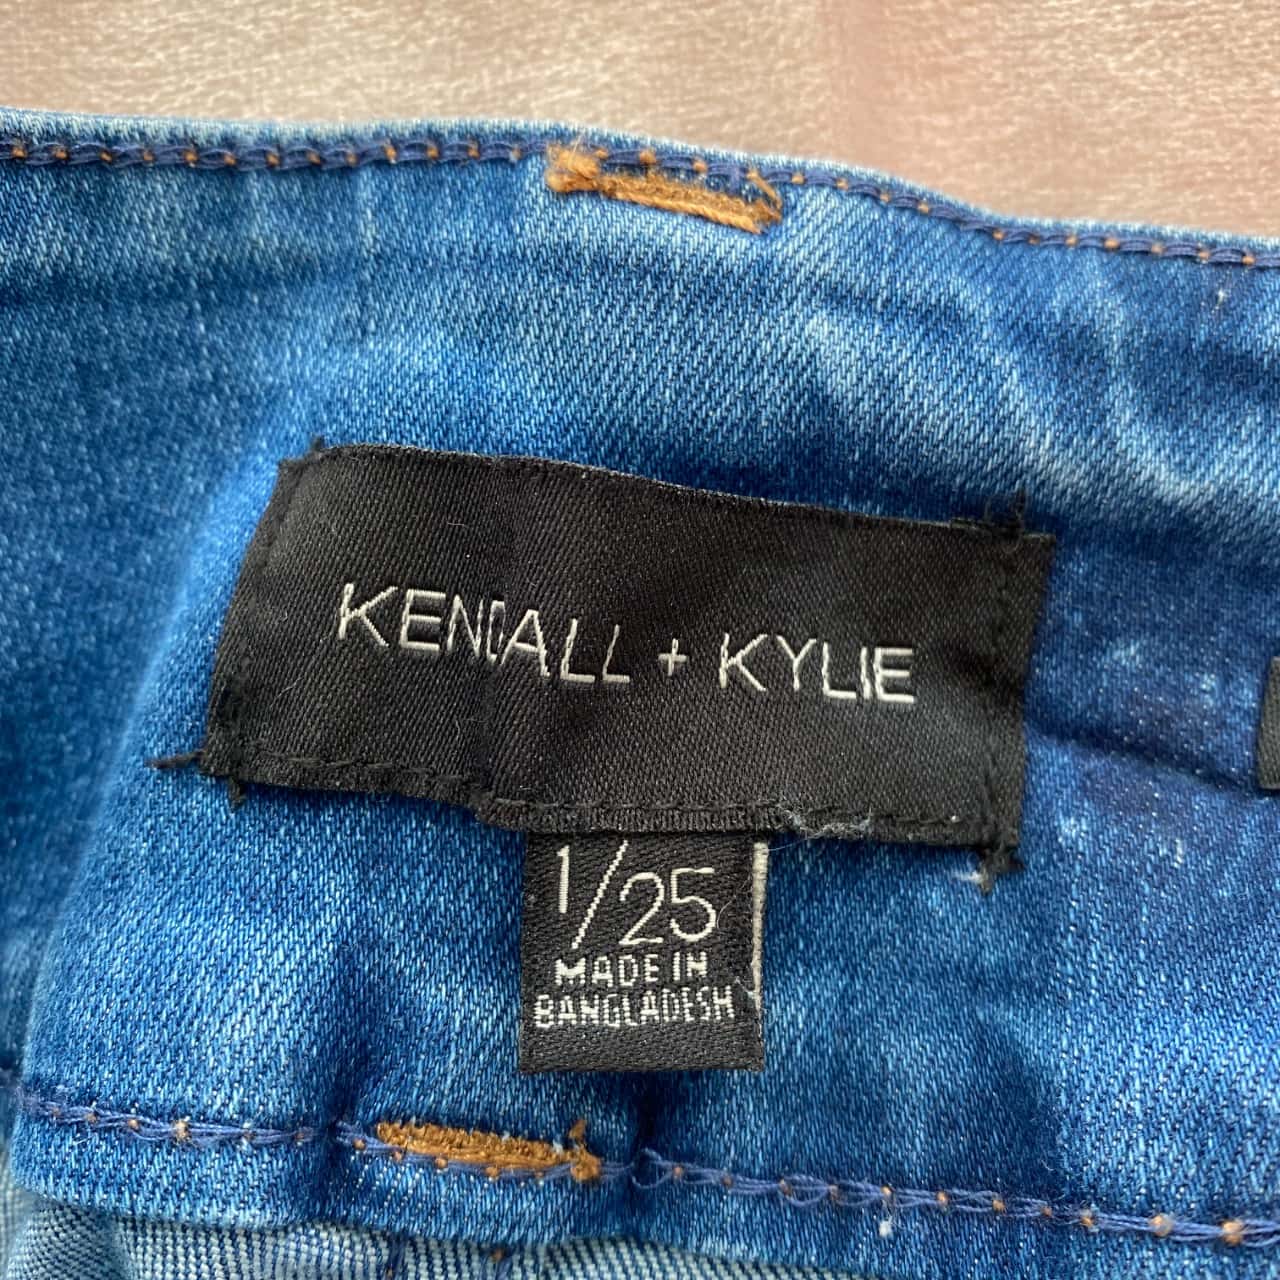 KENDALL + KYLIE
1/25
MADE IN
BANGLADESH